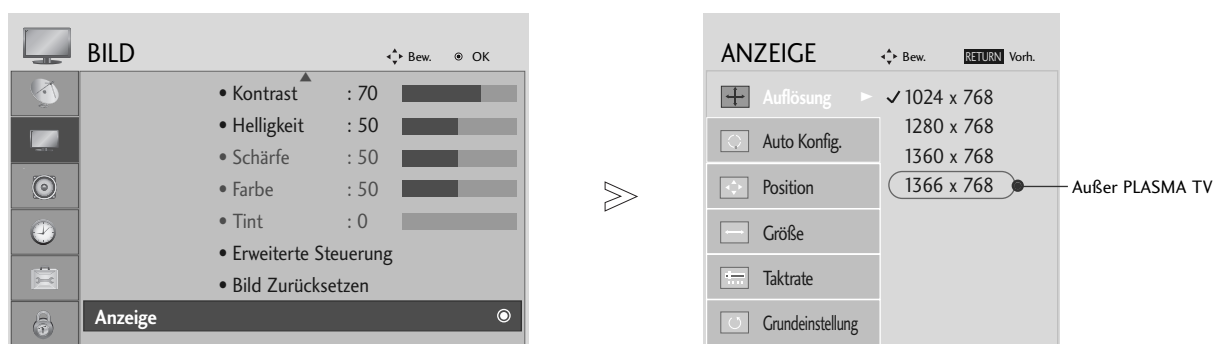 BILD
Bew. OK
• Kontrast : 70
• Helligkeit : 50
• Schärfe : 50
• Farbe : 50
• Tint : 0
• Erweiterte Steuerung
• Bild Zurücksetzen
Anzeige
ANZEIGE
Bew. RETURN Vorh.
Auflösung ✓ 1024 x 768
1280 x 768
Auto Konfig.
1360 x 768
Position 1366 x 768 Außer PLASMA TV
Größe
Taktrate
Grundeinstellung